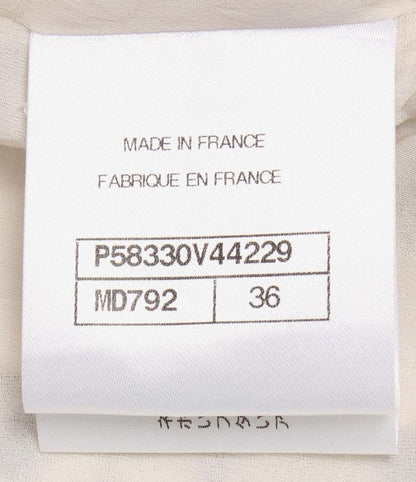 MADE IN FRANCE
FABRIQUE EN FRANCE
P58330V44229
MD792 36